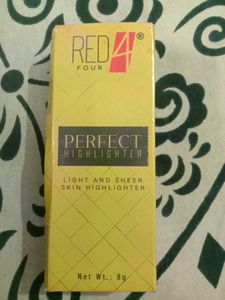 RED 4®
FOUR
PERFECT
HIGHLIGHTER
LIGHT AND SHEER
SKIN HIGHLIGHTER
Net Wt.: 8g